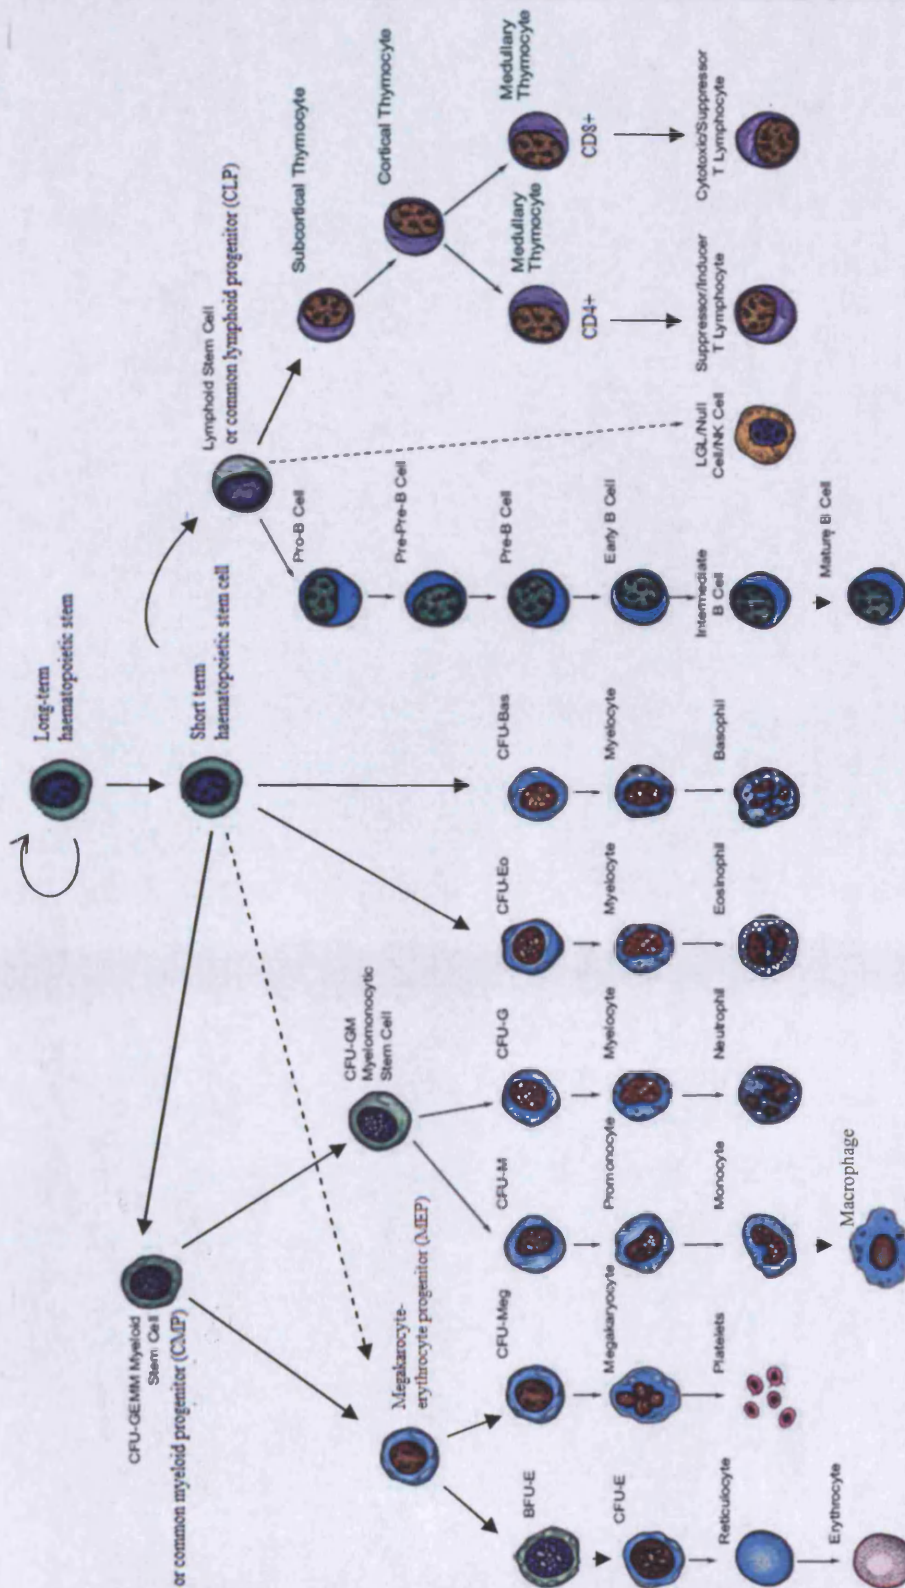 Long-term
haematopoietic stem
Short term
haematopoietic stem cell
CFU-GEMM Myeloid
Stem Cell
or common myeloid progenitor (CMP)
Lymphoid Stem Cell
or common lymphoid progenitor (CLP)
CFU-GM
Myelomonocytic
Stem Cell
Megakarocyte-
erythrocyte progenitor (MEP)
BFU-E
CFU-E
Reticulocyte
Erythrocyte
CFU-Meg
Megakaryocyte
Platelets
CFU-M
Promonocyte
Monocyte
Macrophage
CFU-G
Myelocyte
Neutrophil
CFU-Eo
Myelocyte
Eosinophil
CFU-Bas
Myelocyte
Basophil
Pro-B Cell
Pre-Pre-B Cell
Pre-B Cell
Early B Cell
Intermediate
B Cell
Mature B Cell
LGL/Null
Cell/NK Cell
Subcortical Thymocyte
Cortical Thymocyte
Medullary
Thymocyte
CD4+
Suppressor/Inducer
T Lymphocyte
Medullary
Thymocyte
CD8+
Cytotoxic/Suppressor
T Lymphocyte